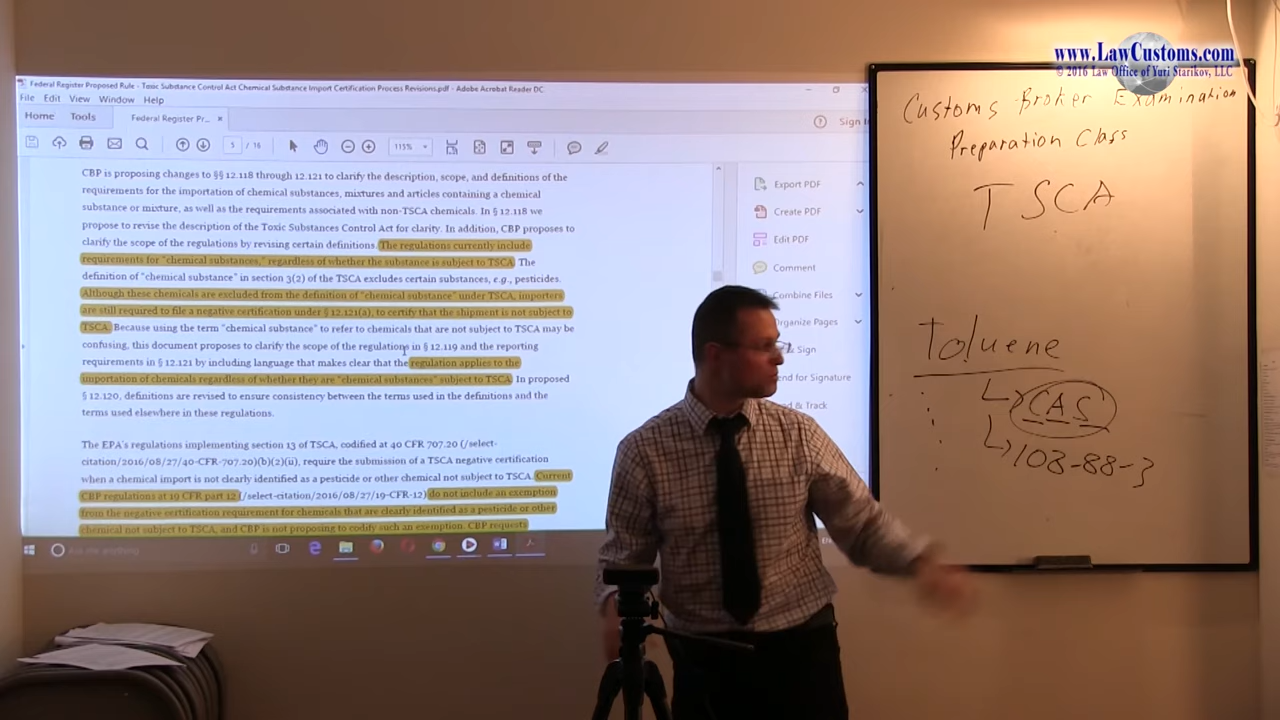 Federal Register Proposed Rule - Toxic Substance Control Act Chemical Substance Import Certification Process Revisions.pdf - Adobe Acrobat Reader DC
File Edit View Window Help
Home Tools Federal Register Pr... ×
Sign In
5 / 16 115%
CBP is proposing changes to §§ 12.118 through 12.121 to clarify the description, scope, and definitions of the
requirements for the importation of chemical substances, mixtures and articles containing a chemical
substance or mixture, as well as the requirements associated with non-TSCA chemicals. In § 12.118 we
propose to revise the description of the Toxic Substances Control Act for clarity. In addition, CBP proposes to
clarify the scope of the regulations by revising certain definitions. The regulations currently include
requirements for "chemical substances," regardless of whether the substance is subject to TSCA. The
definition of "chemical substance" in section 3(2) of the TSCA excludes certain substances, e.g., pesticides.
Although these chemicals are excluded from the definition of "chemical substance" under TSCA, importers
are still required to file a negative certification under § 12.121(a), to certify that the shipment is not subject to
TSCA. Because using the term "chemical substance" to refer to chemicals that are not subject to TSCA may be
confusing, this document proposes to clarify the scope of the regulations in § 12.119 and the reporting
requirements in § 12.121 by including language that makes clear that the regulation applies to the
importation of chemicals regardless of whether they are "chemical substances" subject to TSCA. In proposed
§ 12.120, definitions are revised to ensure consistency between the terms used in the definitions and the
terms used elsewhere in these regulations.
The EPA's regulations implementing section 13 of TSCA, codified at 40 CFR 707.20 (/select-
citation/2016/08/27/40-CFR-707.20)(b)(2)(ii), require the submission of a TSCA negative certification
when a chemical import is not clearly identified as a pesticide or other chemical not subject to TSCA. Current
CBP regulations at 19 CFR part 12 (/select-citation/2016/08/27/19-CFR-12) do not include an exemption
from the negative certification requirement for chemicals that are clearly identified as a pesticide or other
chemical not subject to TSCA, and CBP is not proposing to codify such an exemption. CBP requests
Export PDF
Create PDF
Edit PDF
Comment
Combine Files
Organize Pages
& Sign
end for Signature
d & Track
Ask me anything
www.LawCustoms.com
© 2016 Law Office of Yuri Starikov, LLC
Customs Broker Examination
Preparation Class
TSCA
Toluene
CAS
108-88-3